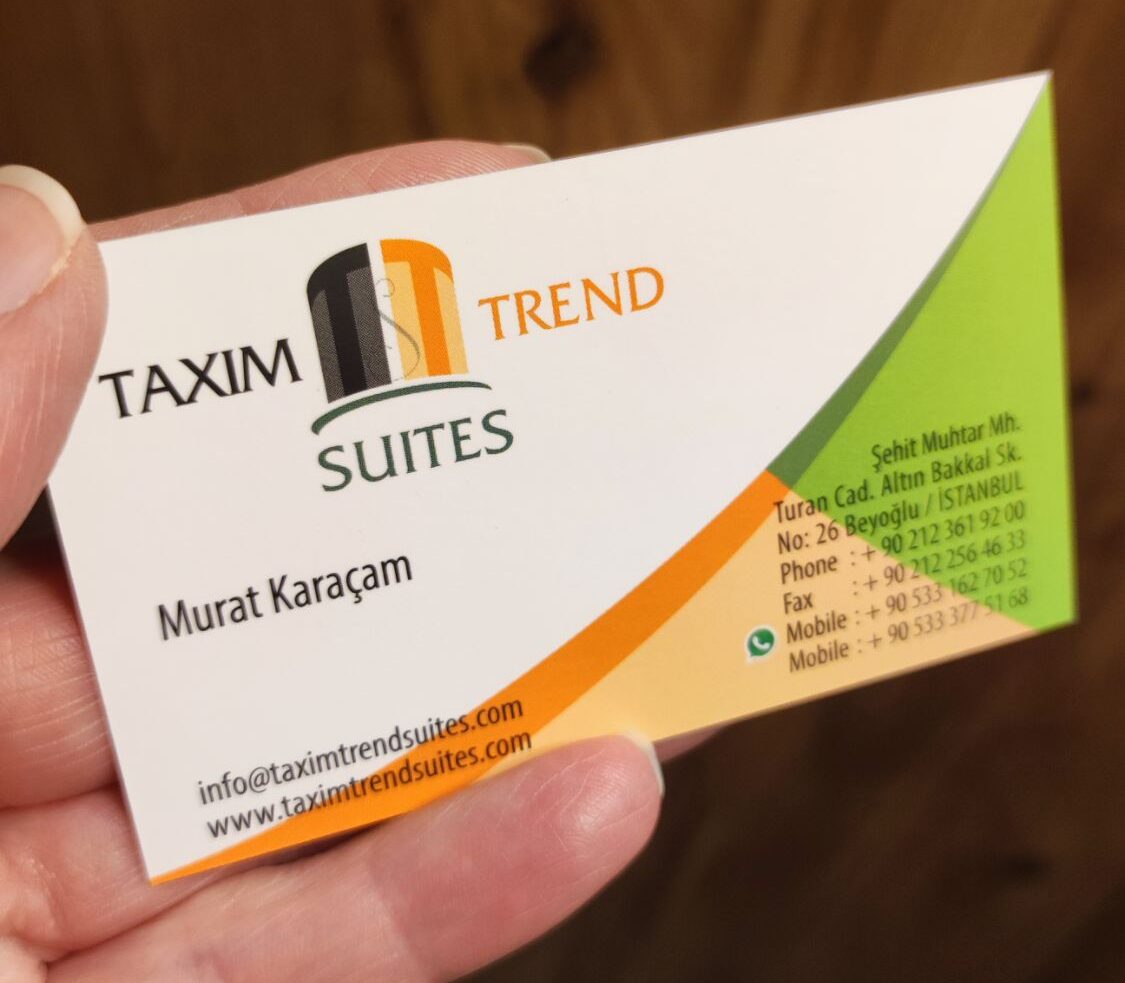 TAXIM TREND
SUITES
Murat Karaçam
info@taximtrendsuites.com
www.taximtrendsuites.com
Şehit Muhtar Mh.
Turan Cad. Altın Bakkal Sk.
No: 26 Beyoğlu / İSTANBUL
Phone : + 90 212 361 92 00
Fax : + 90 212 256 46 33
Mobile : + 90 533 162 70 52
Mobile : + 90 533 377 51 68